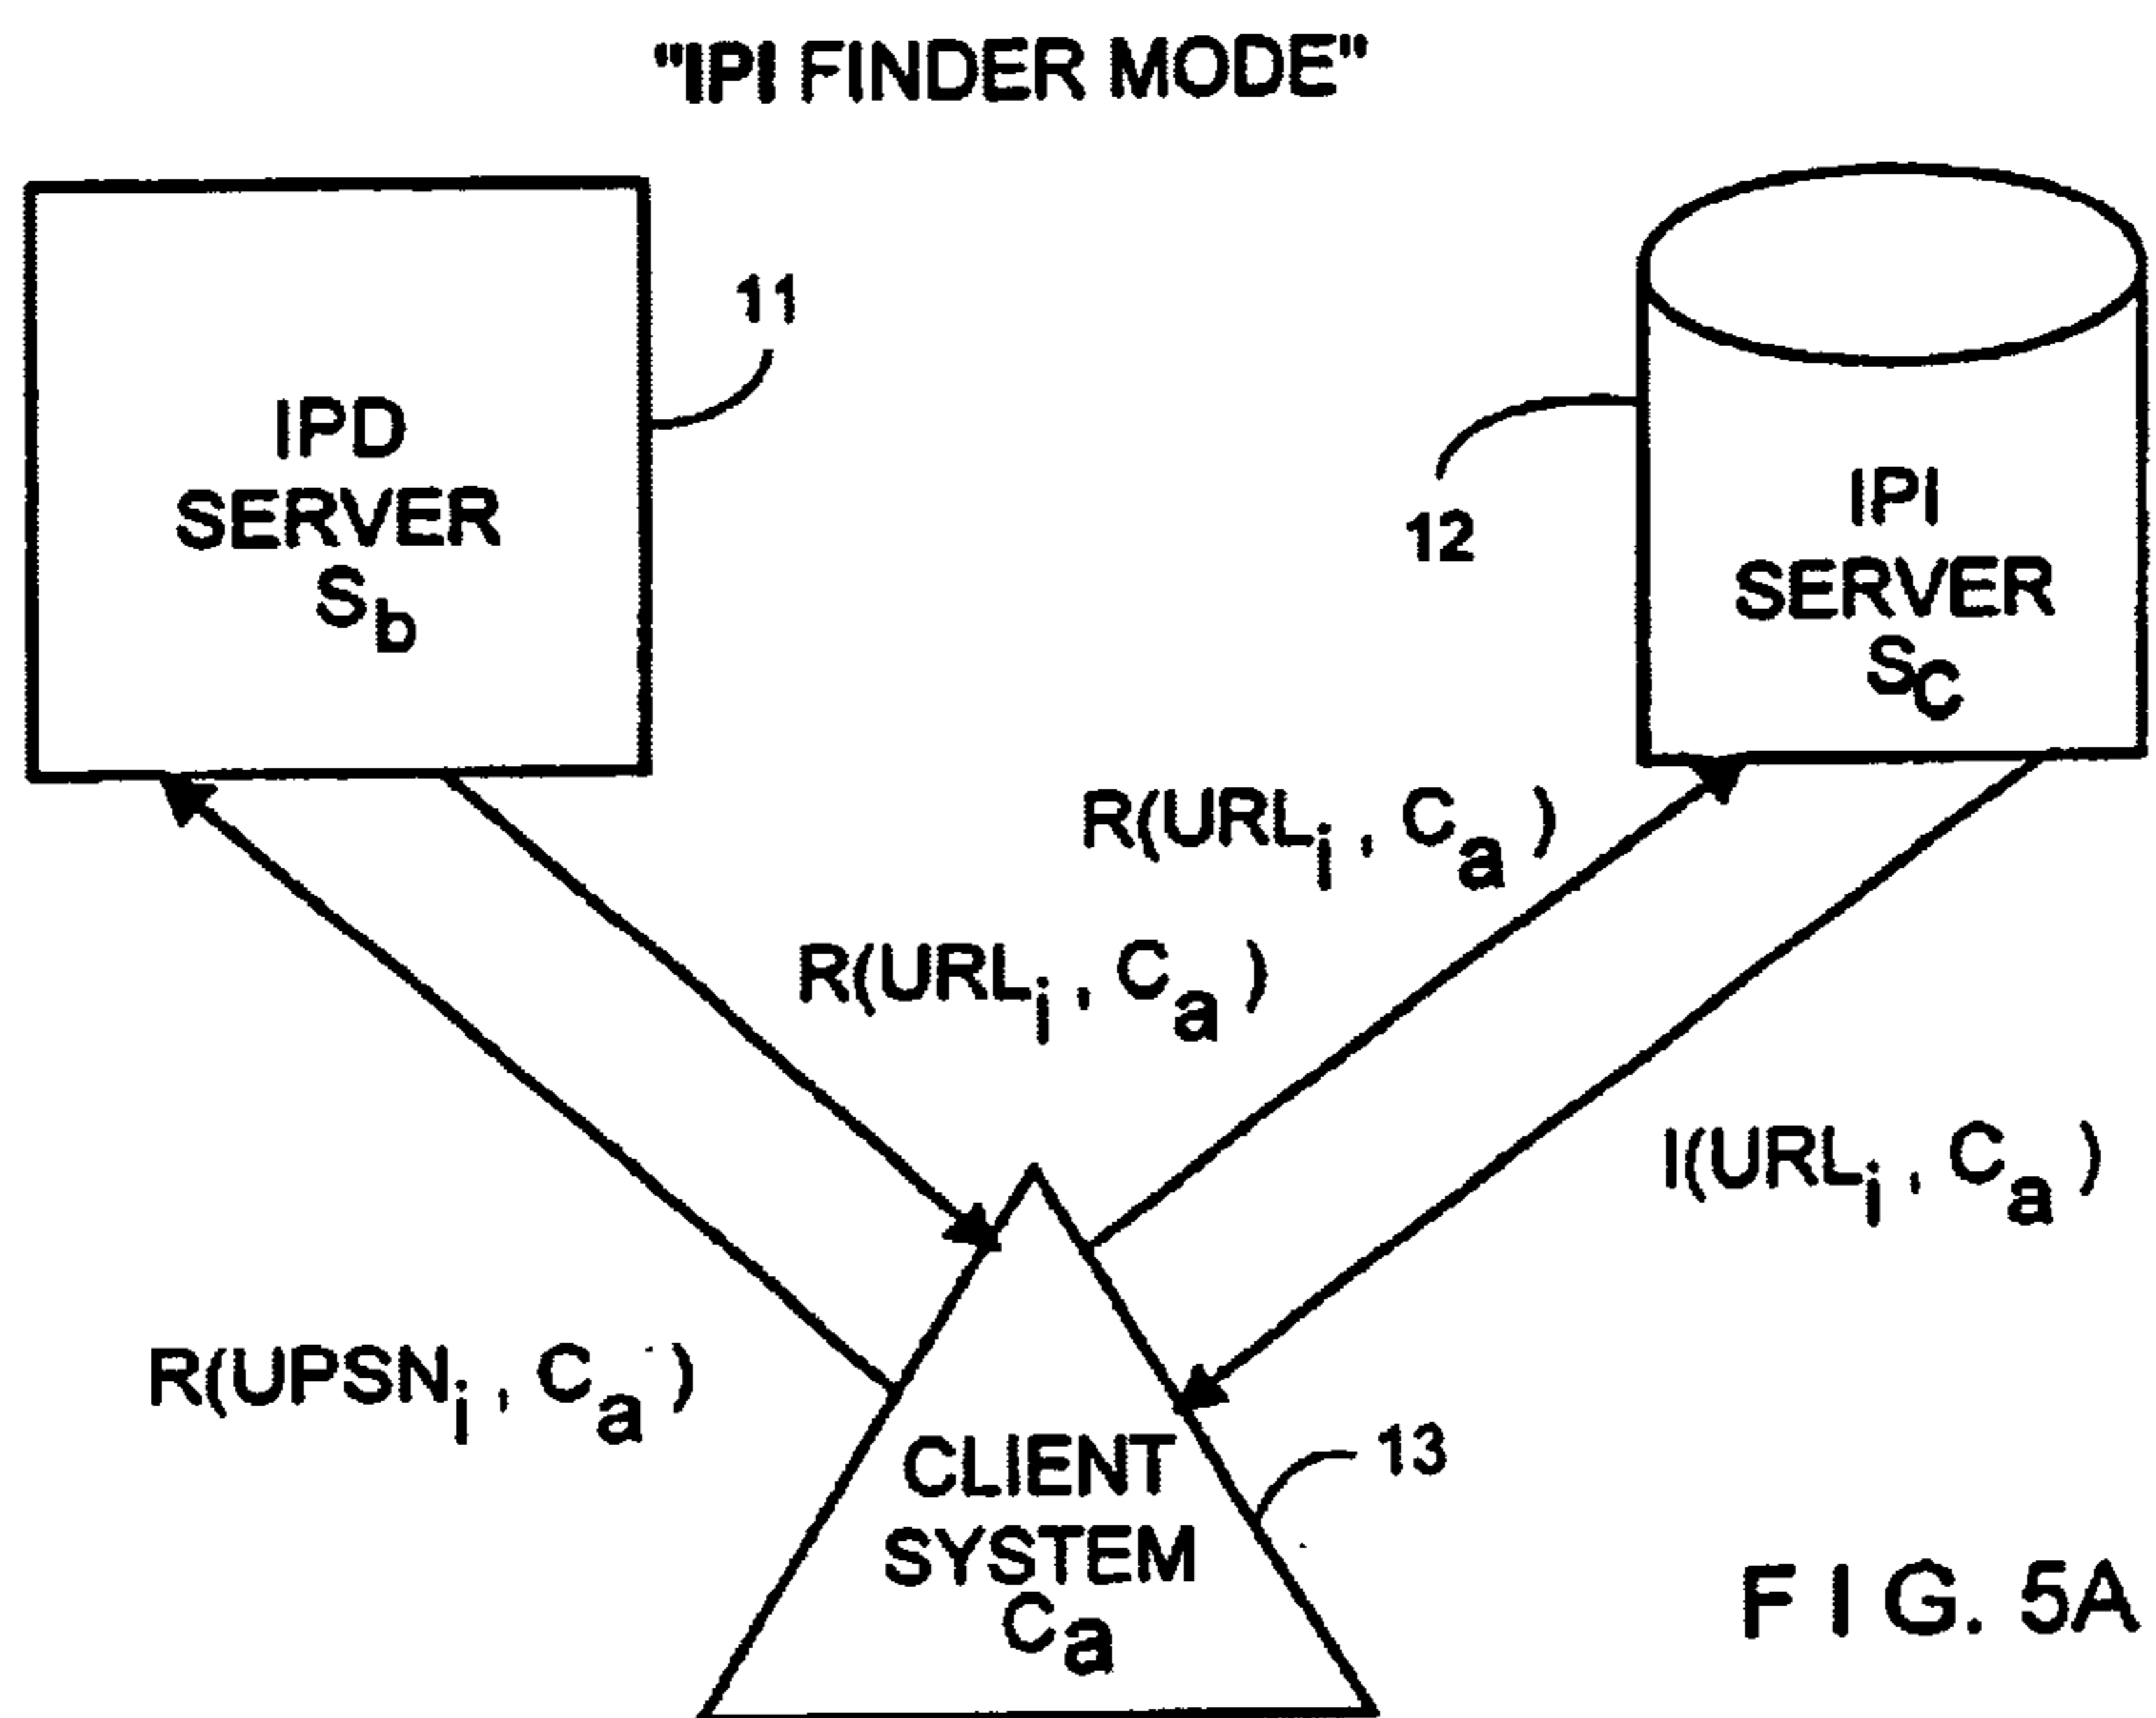 "IPI FINDER MODE"
11
IPD
SERVER
Sb
12
IPI
SERVER
SC
R(URLi, Ca)
R(URLi, Ca)
I(URLi, Ca)
R(UPSNi, Ca)
CLIENT
SYSTEM
Ca
13
FIG. 5A